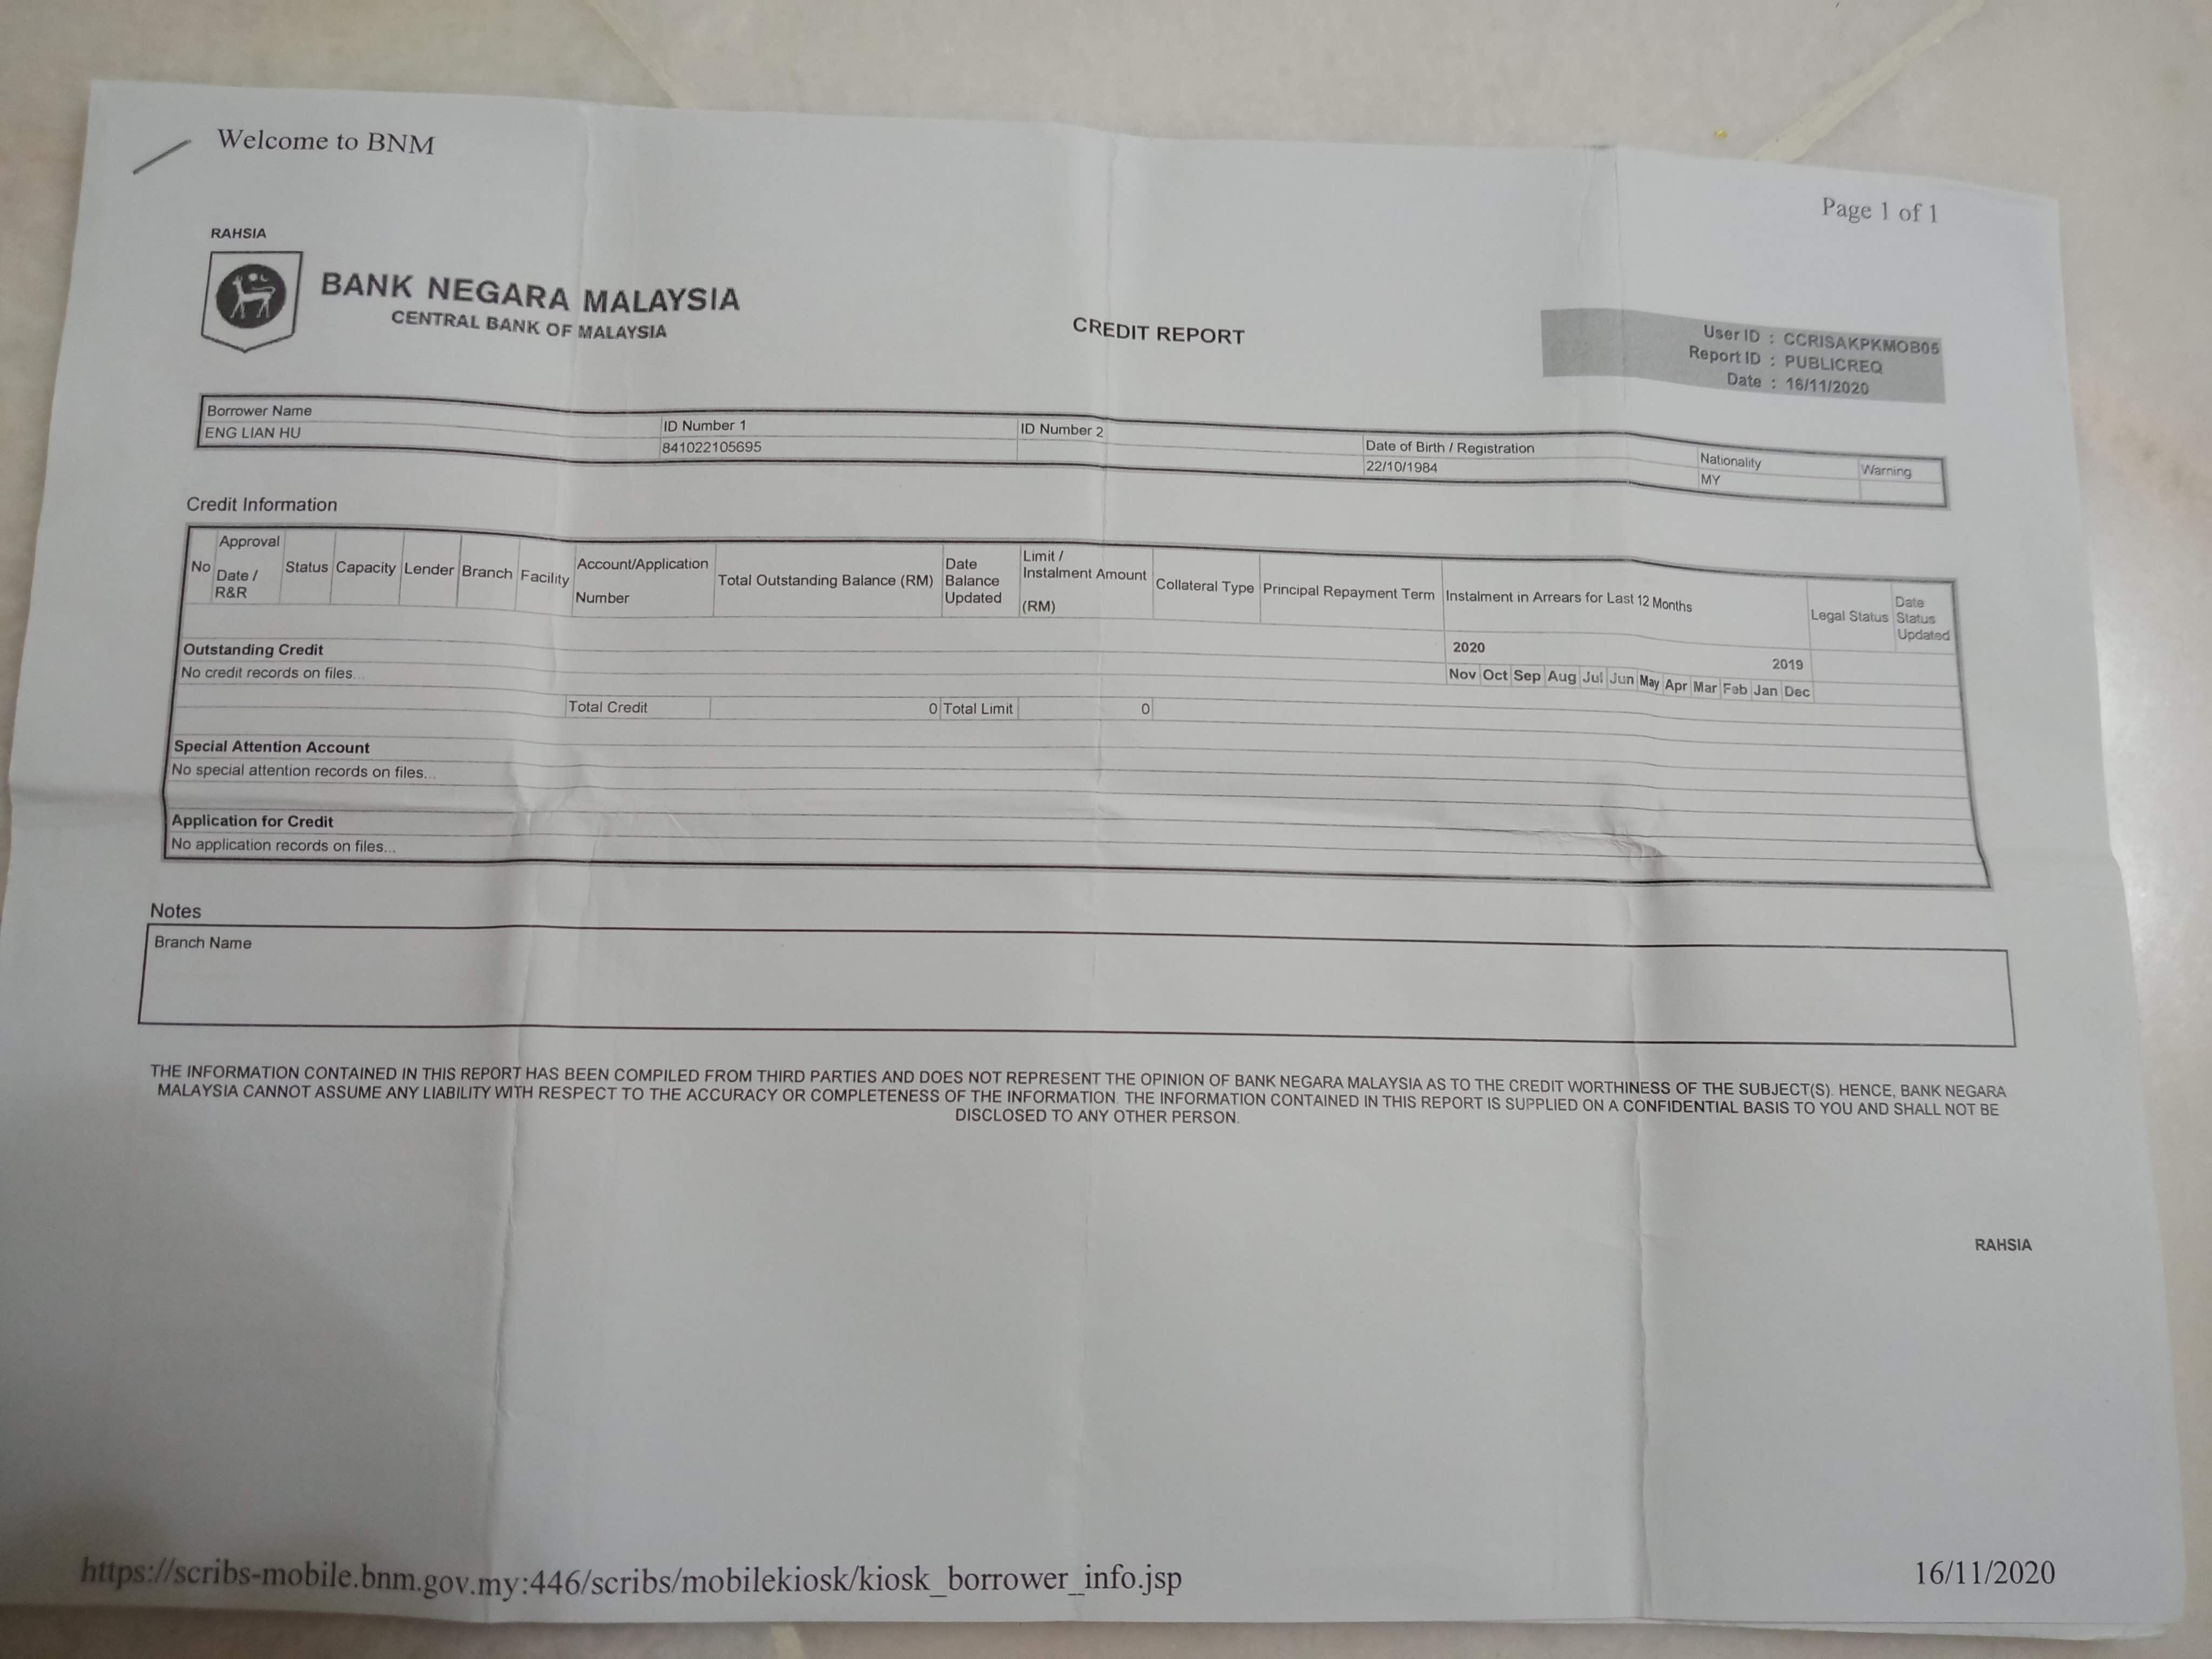 Welcome to BNM
Page 1 of 1
RAHSIA
BANK NEGARA MALAYSIA
CENTRAL BANK OF MALAYSIA
CREDIT REPORT
User ID : CCRISAKPKMOB05
Report ID : PUBLICREQ
Date : 16/11/2020
Borrower Name ID Number 1 ID Number 2 Date of Birth / Registration Nationality Warning
ENG LIAN HU 841022105695 22/10/1984 MY
Credit Information
No Approval Date / R&R Status Capacity Lender Branch Facility Account/Application Number Total Outstanding Balance (RM) Date Balance Updated Limit / Instalment Amount (RM) Collateral Type Principal Repayment Term Instalment in Arrears for Last 12 Months Legal Status Date Status Updated
2020 2019
Outstanding Credit Nov Oct Sep Aug Jul Jun May Apr Mar Feb Jan Dec
No credit records on files...
Total Credit 0 Total Limit 0
Special Attention Account
No special attention records on files...
Application for Credit
No application records on files...
Notes
Branch Name
THE INFORMATION CONTAINED IN THIS REPORT HAS BEEN COMPILED FROM THIRD PARTIES AND DOES NOT REPRESENT THE OPINION OF BANK NEGARA MALAYSIA AS TO THE CREDIT WORTHINESS OF THE SUBJECT(S). HENCE, BANK NEGARA
MALAYSIA CANNOT ASSUME ANY LIABILITY WITH RESPECT TO THE ACCURACY OR COMPLETENESS OF THE INFORMATION. THE INFORMATION CONTAINED IN THIS REPORT IS SUPPLIED ON A CONFIDENTIAL BASIS TO YOU AND SHALL NOT BE
DISCLOSED TO ANY OTHER PERSON.
RAHSIA
https://scribs-mobile.bnm.gov.my:446/scribs/mobilekiosk/kiosk_borrower_info.jsp
16/11/2020